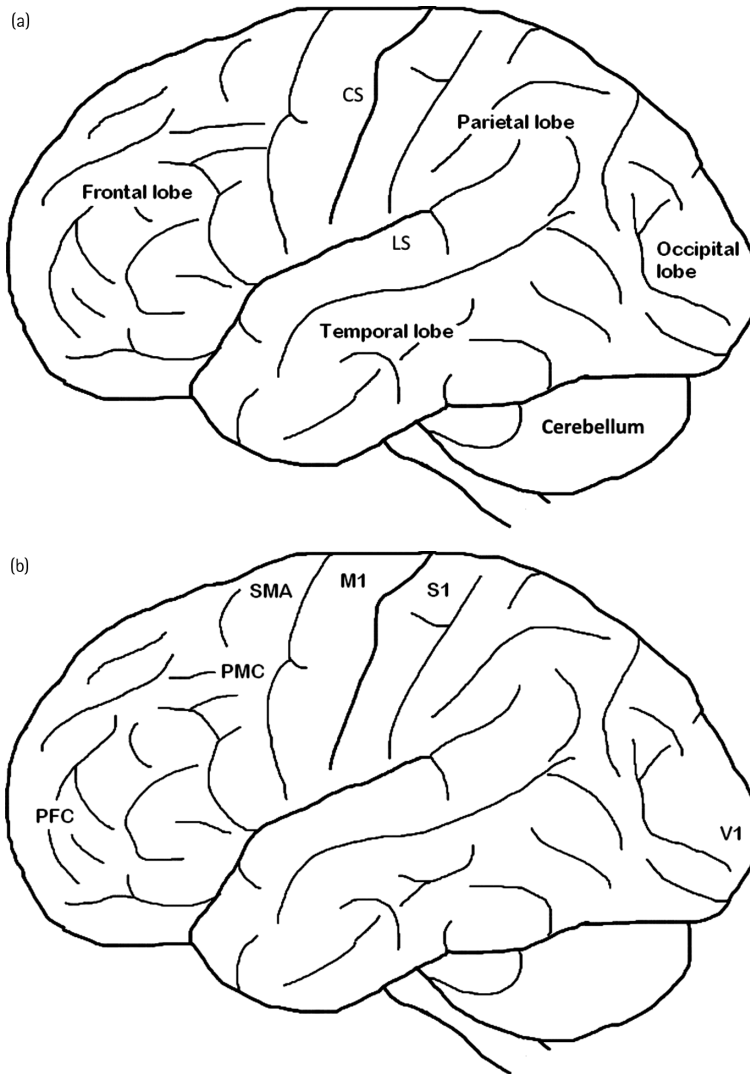 (a)
CS
Parietal lobe
Frontal lobe
LS
Occipital
lobe
Temporal lobe
Cerebellum
(b)
SMA M1 S1
PMC
PFC
V1